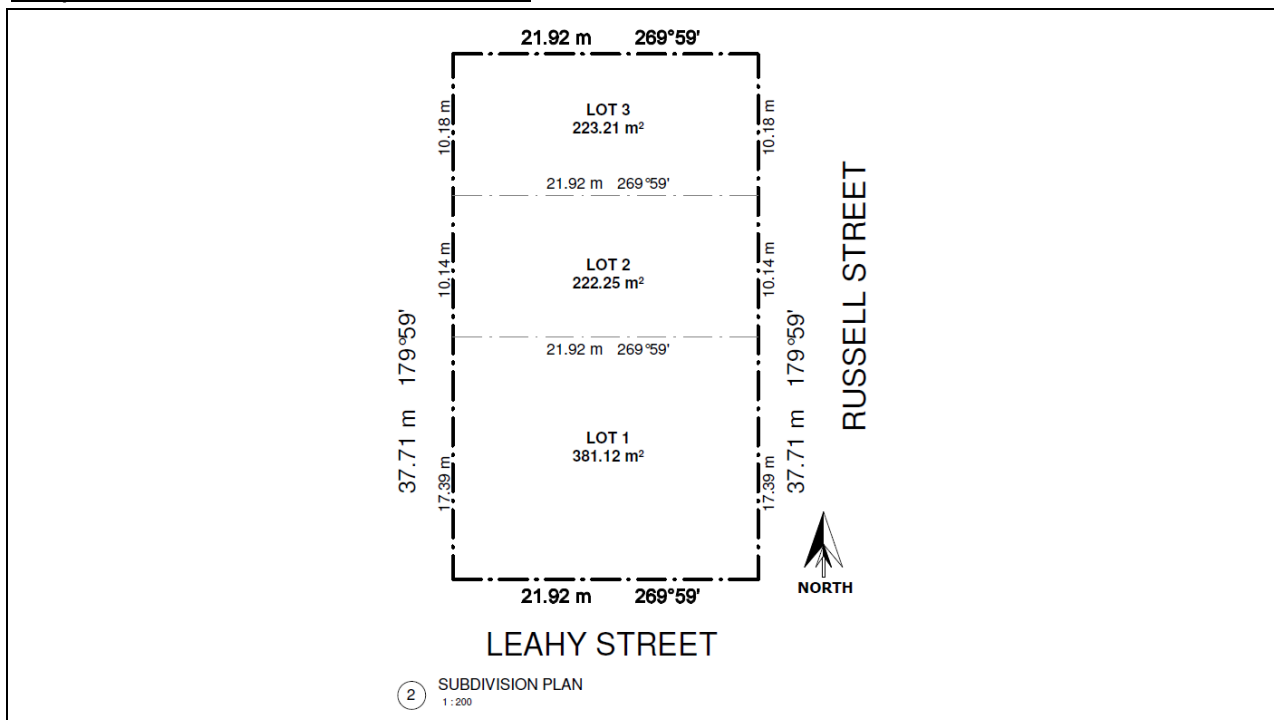 21.92 m 269°59'
10.18 m
LOT 3
223.21 m²
10.18 m
21.92 m 269°59'
10.14 m
LOT 2
222.25 m²
10.14 m
21.92 m 269°59'
37.71 m 179°59'
17.39 m
LOT 1
381.12 m²
17.39 m
37.71 m 179°59'
RUSSELL STREET
NORTH
21.92 m 269°59'
LEAHY STREET
2 SUBDIVISION PLAN
1 : 200